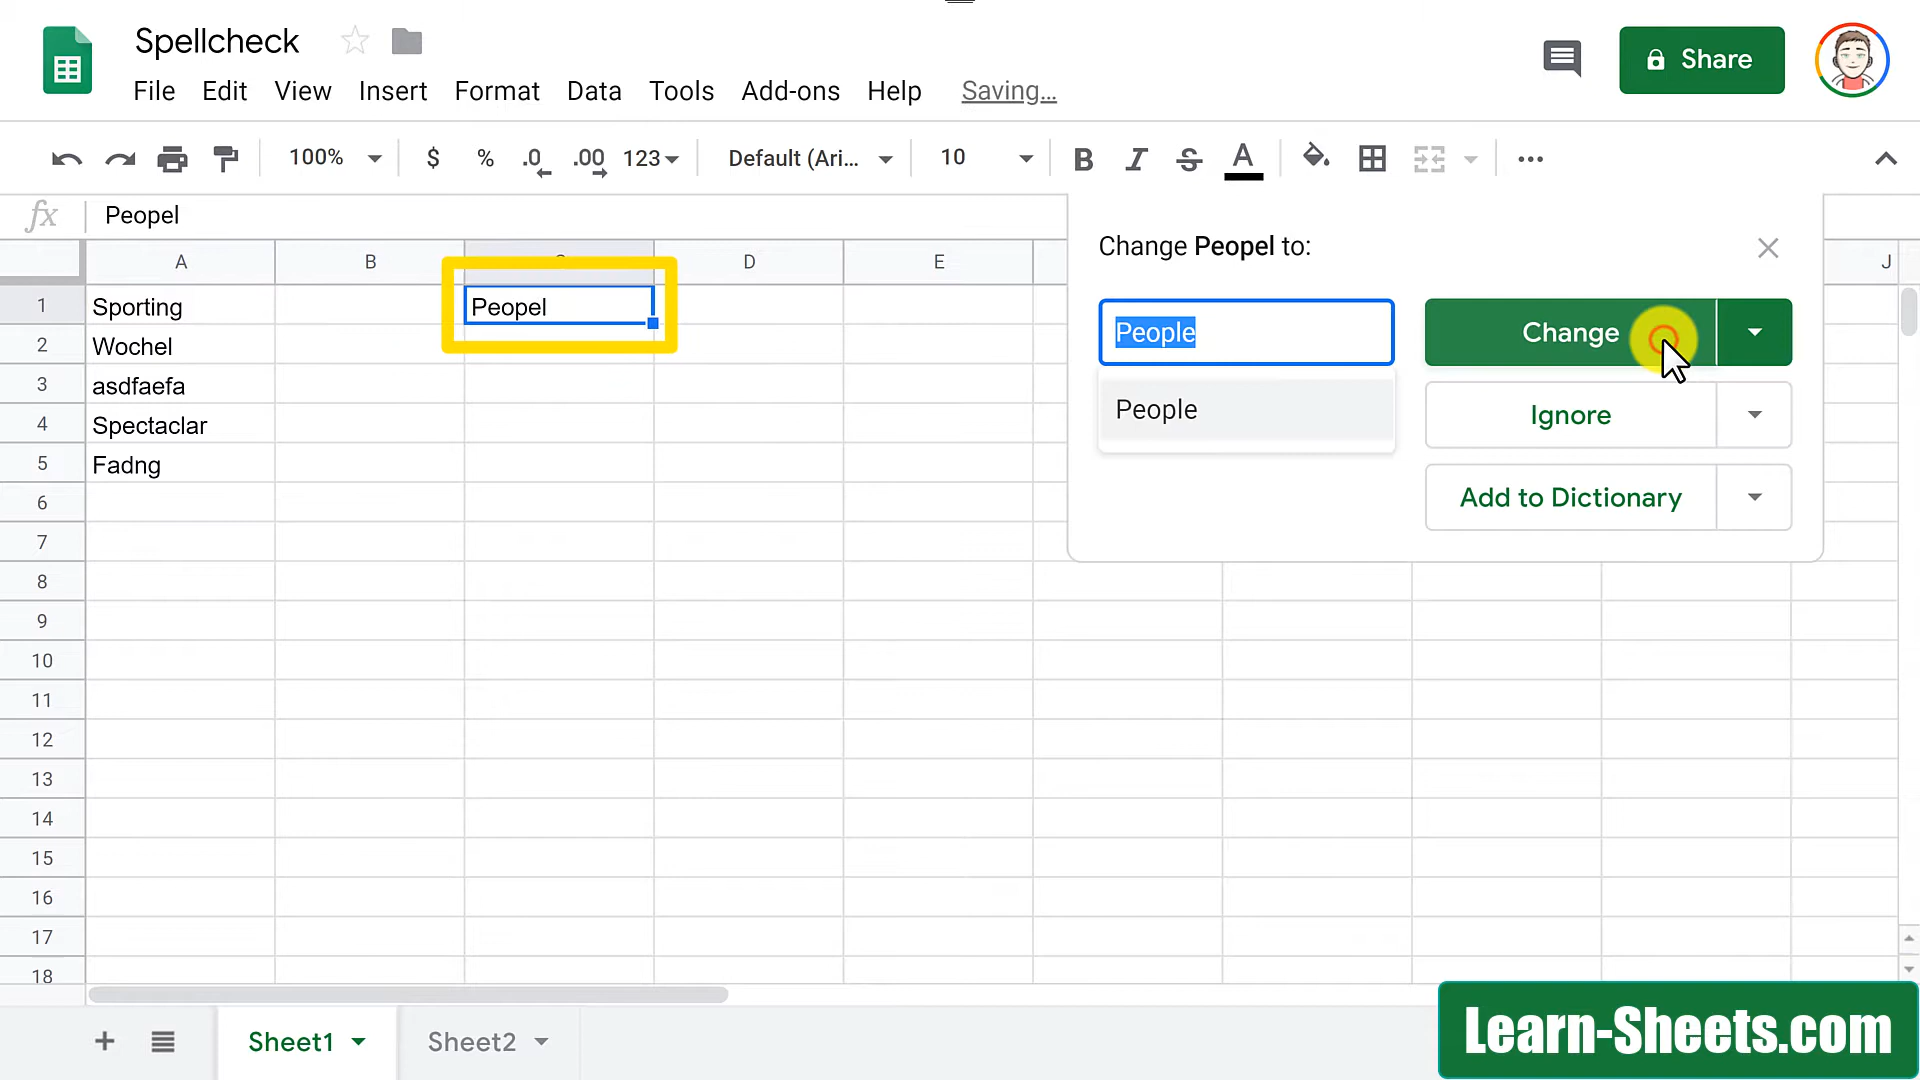 Spellcheck
File Edit View Insert Format Data Tools Add-ons Help Saving...
Share
100% $ % .0 .00 123 Default (Ari... 10 B I S A
fx Peopel
Change Peopel to:
A B C D E J
People Change
People Ignore
Add to Dictionary
1 Sporting Peopel
2 Wochel
3 asdfaefa
4 Spectaclar
5 Fadng
6
7
8
9
10
11
12
13
14
15
16
17
18
Sheet1 Sheet2
Learn-Sheets.com